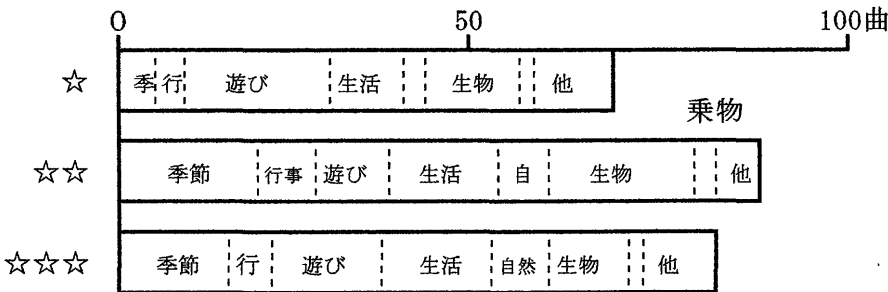 0 50 100曲
☆ 季 行 遊び 生活 生物 他
乗物
☆☆ 季節 行事 遊び 生活 自 生物 他
☆☆☆ 季節 行 遊び 生活 自然 生物 他